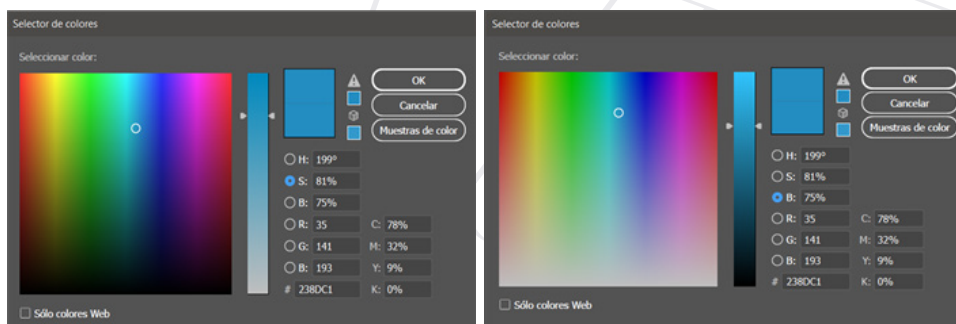 Selector de colores
Seleccionar color:
OK
Cancelar
Muestras de color
H: 199°
S: 81%
B: 75%
R: 35 C: 78%
G: 141 M: 32%
B: 193 Y: 9%
# 238DC1 K: 0%
Sólo colores Web
Selector de colores
Seleccionar color:
OK
Cancelar
Muestras de color
H: 199°
S: 81%
B: 75%
R: 35 C: 78%
G: 141 M: 32%
B: 193 Y: 9%
# 238DC1 K: 0%
Sólo colores Web